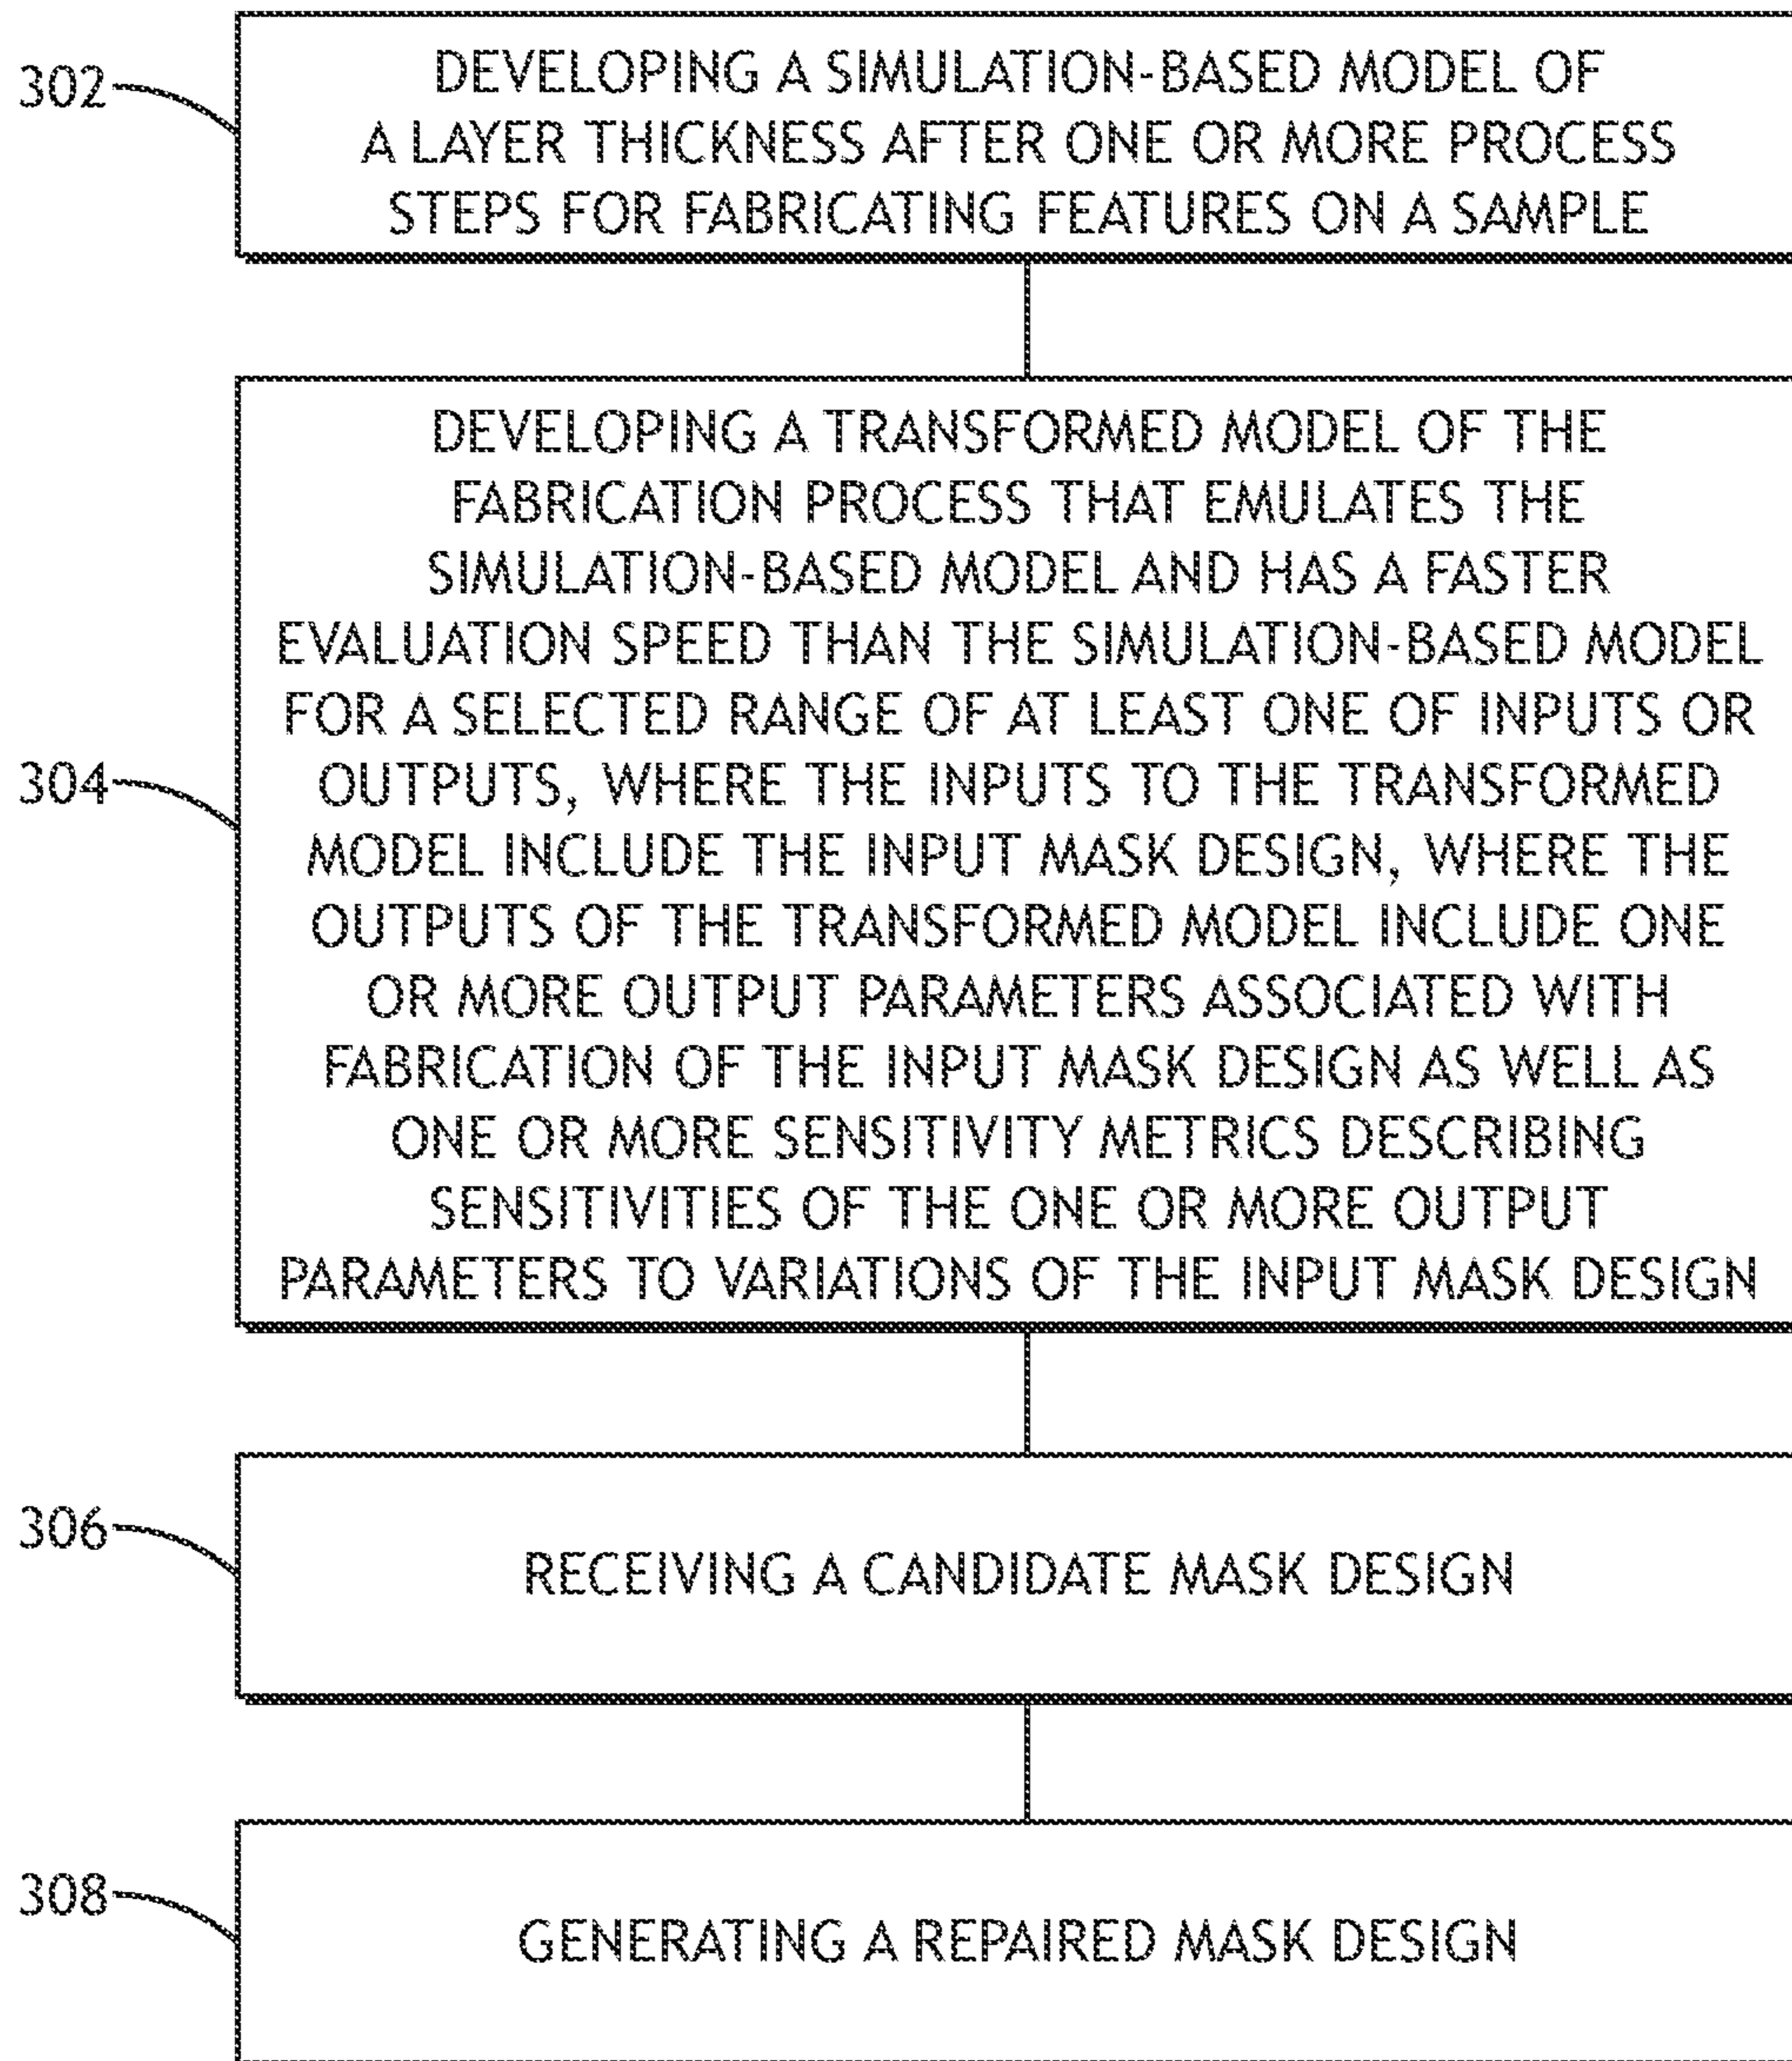 302
DEVELOPING A SIMULATION-BASED MODEL OF
A LAYER THICKNESS AFTER ONE OR MORE PROCESS
STEPS FOR FABRICATING FEATURES ON A SAMPLE
304
DEVELOPING A TRANSFORMED MODEL OF THE
FABRICATION PROCESS THAT EMULATES THE
SIMULATION-BASED MODEL AND HAS A FASTER
EVALUATION SPEED THAN THE SIMULATION-BASED MODEL
FOR A SELECTED RANGE OF AT LEAST ONE OF INPUTS OR
OUTPUTS, WHERE THE INPUTS TO THE TRANSFORMED
MODEL INCLUDE THE INPUT MASK DESIGN, WHERE THE
OUTPUTS OF THE TRANSFORMED MODEL INCLUDE ONE
OR MORE OUTPUT PARAMETERS ASSOCIATED WITH
FABRICATION OF THE INPUT MASK DESIGN AS WELL AS
ONE OR MORE SENSITIVITY METRICS DESCRIBING
SENSITIVITIES OF THE ONE OR MORE OUTPUT
PARAMETERS TO VARIATIONS OF THE INPUT MASK DESIGN
306
RECEIVING A CANDIDATE MASK DESIGN
308
GENERATING A REPAIRED MASK DESIGN